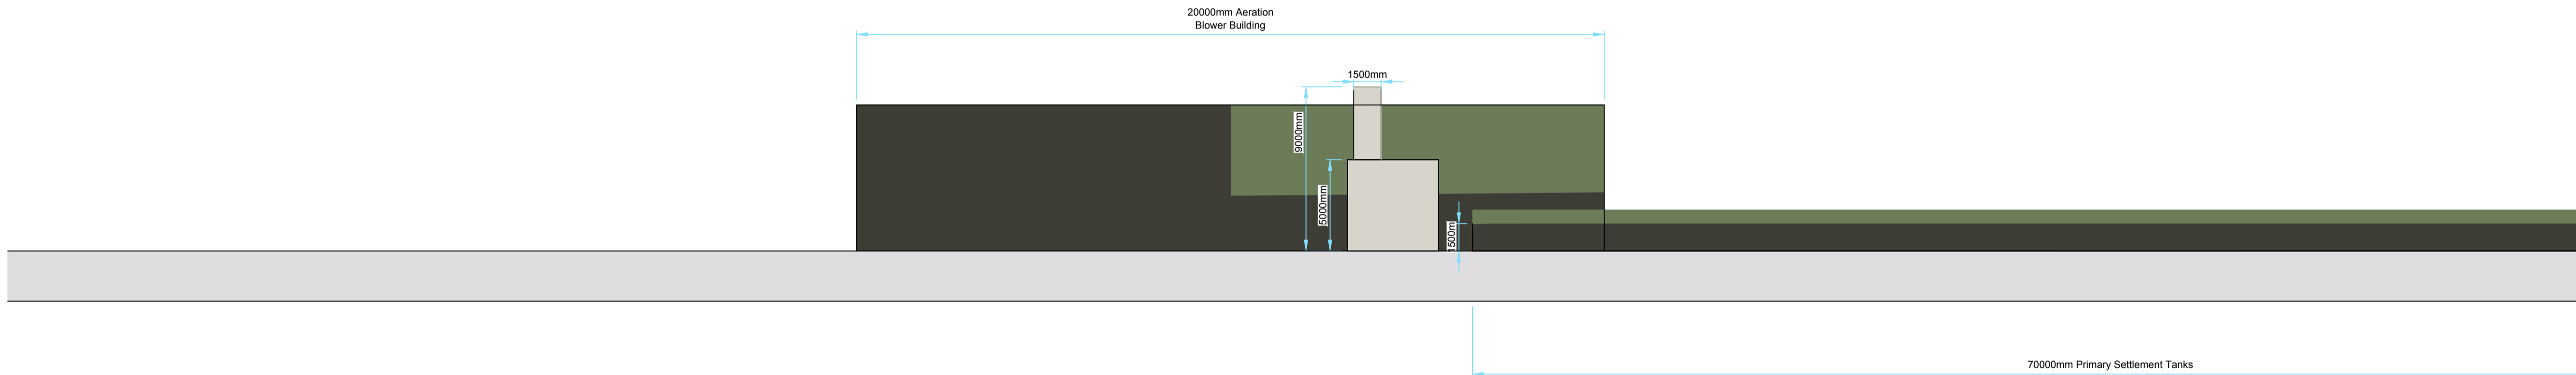 20000mm Aeration
Blower Building
1500mm
9000mm
5000mm
1500m
70000mm Primary Settlement Tanks